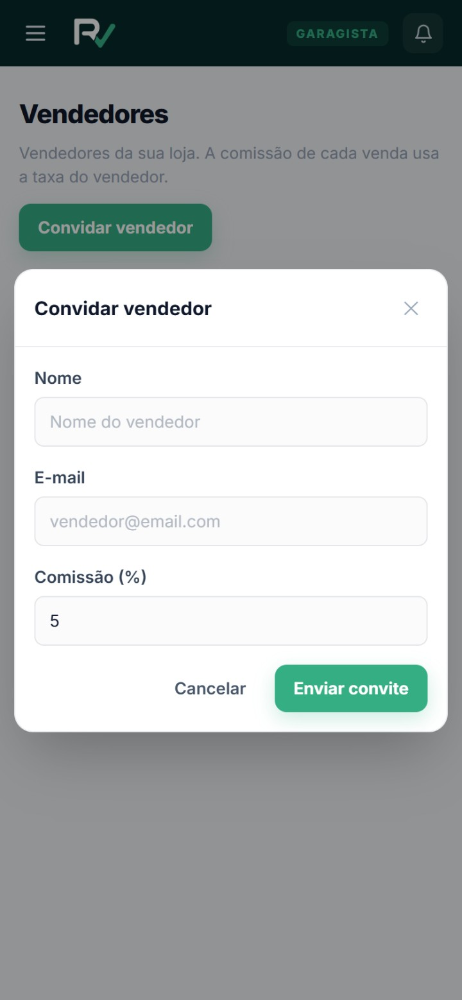 RV
GARAGISTA
Vendedores
Vendedores da sua loja. A comissão de cada venda usa
a taxa do vendedor.
Convidar vendedor
Convidar vendedor
Nome
Nome do vendedor
E-mail
vendedor@email.com
Comissão (%)
5
Cancelar
Enviar convite